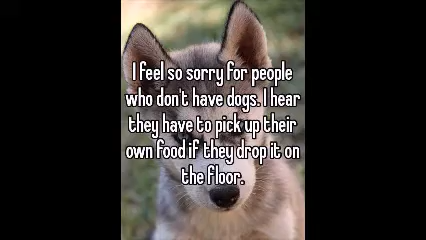 I feel so sorry for people
who don't have dogs. I hear
they have to pick up their
own food if they drop it on
the floor.